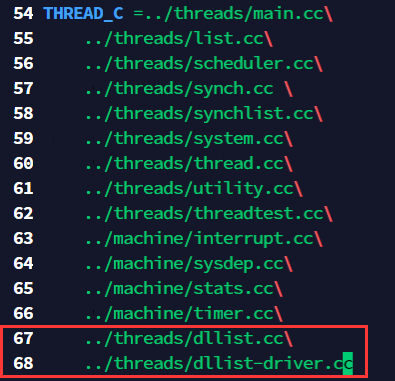 54 THREAD_C =../threads/main.cc\
55 ../threads/list.cc\
56 ../threads/scheduler.cc\
57 ../threads/synch.cc \
58 ../threads/synchlist.cc\
59 ../threads/system.cc\
60 ../threads/thread.cc\
61 ../threads/utility.cc\
62 ../threads/threadtest.cc\
63 ../machine/interrupt.cc\
64 ../machine/sysdep.cc\
65 ../machine/stats.cc\
66 ../machine/timer.cc\
67 ../threads/dllist.cc\
68 ../threads/dllist-driver.cc